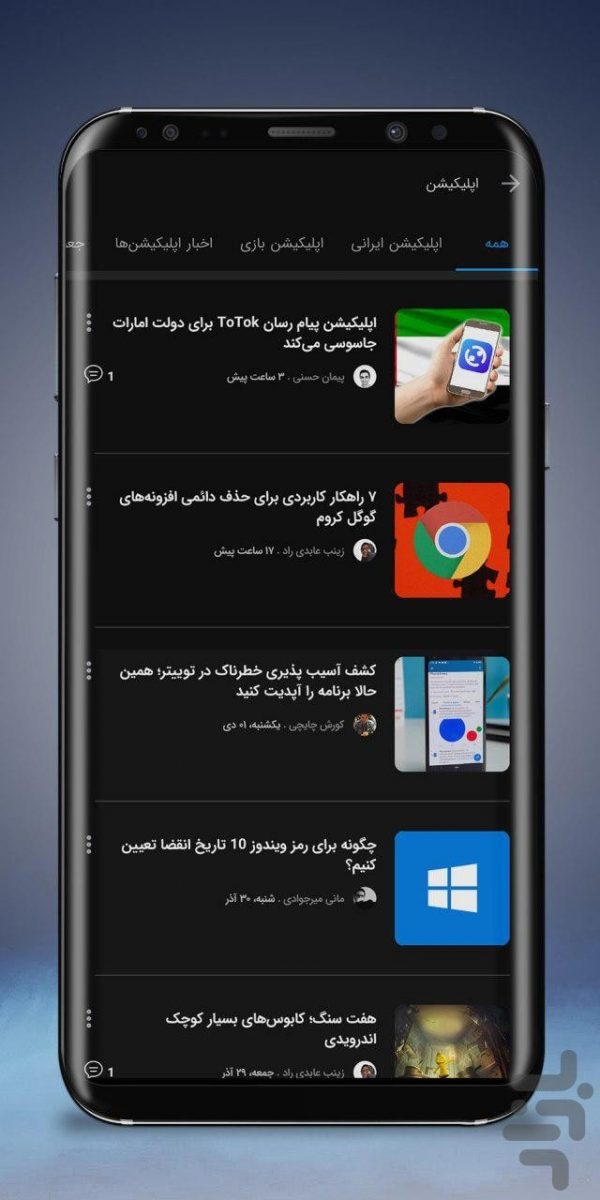 اپلیکیشن
همه
اپلیکیشن ایرانی
اپلیکیشن بازی
اخبار اپلیکیشن‌ها
جعـ
اپلیکیشن پیام رسان ToTok برای دولت امارات
جاسوسی می‌کند
پیمان حسنی . ۳ ساعت پیش
1
۷ راهکار کاربردی برای حذف دائمی افزونه‌های
گوگل کروم
زینب عابدی راد . ۱۷ ساعت پیش
کشف آسیب پذیری خطرناک در توییتر؛ همین
حالا برنامه را آپدیت کنید
کورش چایچی . یکشنبه، ۰۱ دی
چگونه برای رمز ویندوز 10 تاریخ انقضا تعیین
کنیم؟
مانی میرجوادی . شنبه، ۳۰ آذر
هفت سنگ؛ کابوس‌های بسیار کوچک
اندرویدی
زینب عابدی راد . جمعه، ۲۹ آذر
1